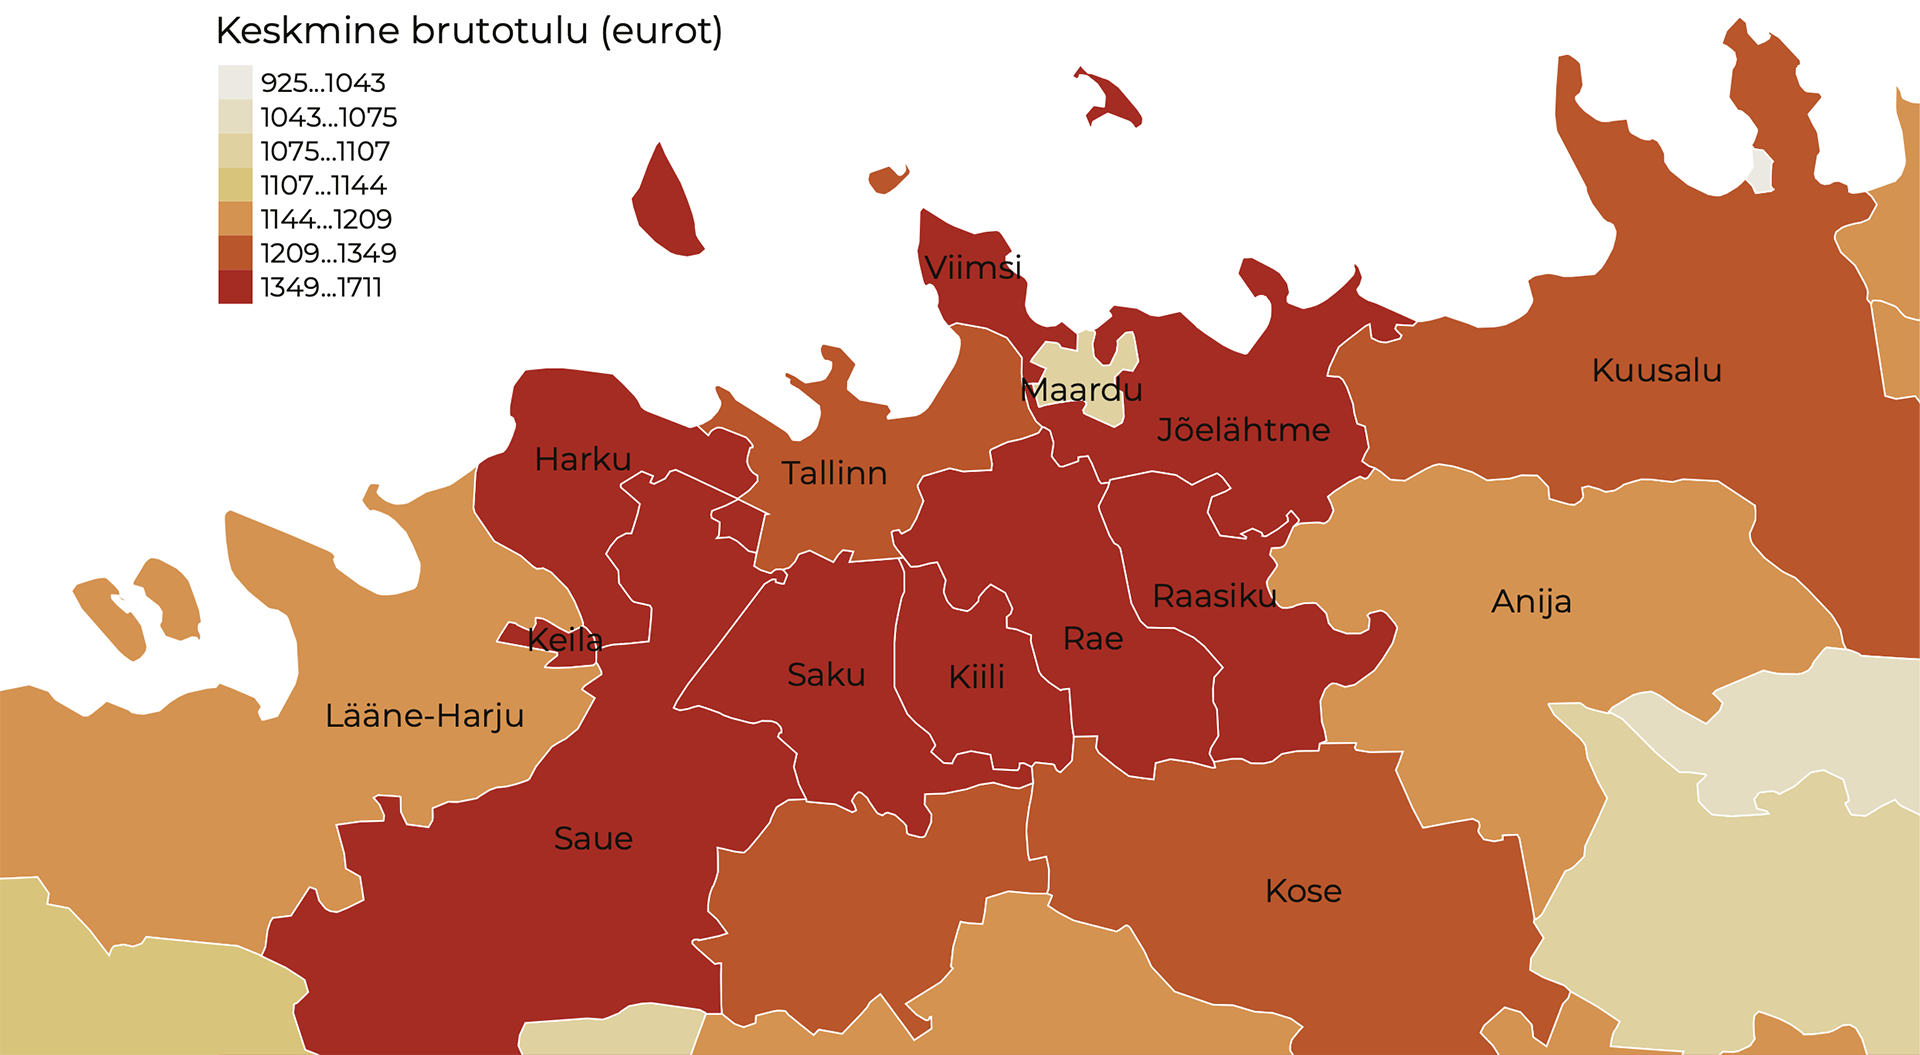 Keskmine brutotulu (eurot)
925...1043
1043...1075
1075...1107
1107...1144
1144...1209
1209...1349
1349...1711
Viimsi
Kuusalu
Maardu
Jõelähtme
Harku
Tallinn
Raasiku
Anija
Keila
Rae
Saku
Kiili
Lääne-Harju
Saue
Kose